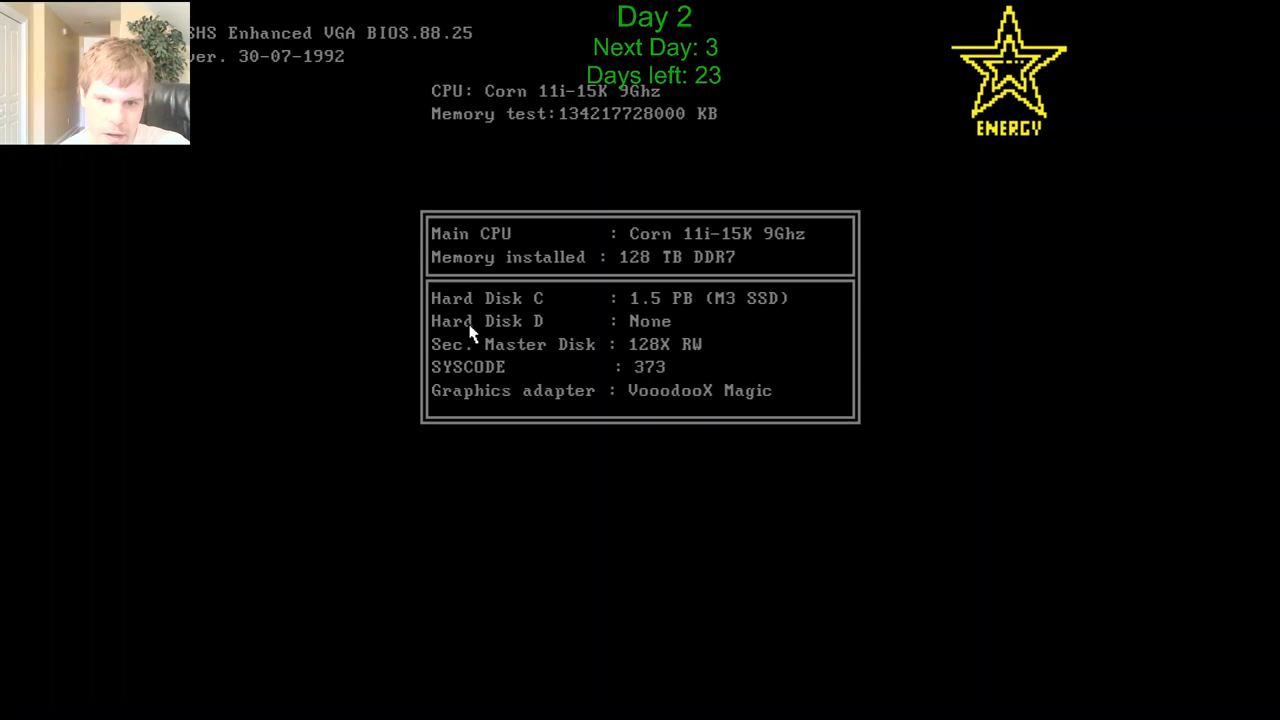 SHS Enhanced VGA BIOS.88.25
ver. 30-07-1992
Day 2
Next Day: 3
Days left: 23
CPU: Corn 11i-15K 9Ghz
Memory test:134217728000 KB
ENERGY
Main CPU : Corn 11i-15K 9Ghz
Memory installed : 128 TB DDR7
Hard Disk C : 1.5 PB (M3 SSD)
Hard Disk D : None
Sec. Master Disk : 128X RW
SYSCODE : 373
Graphics adapter : VooodooX Magic